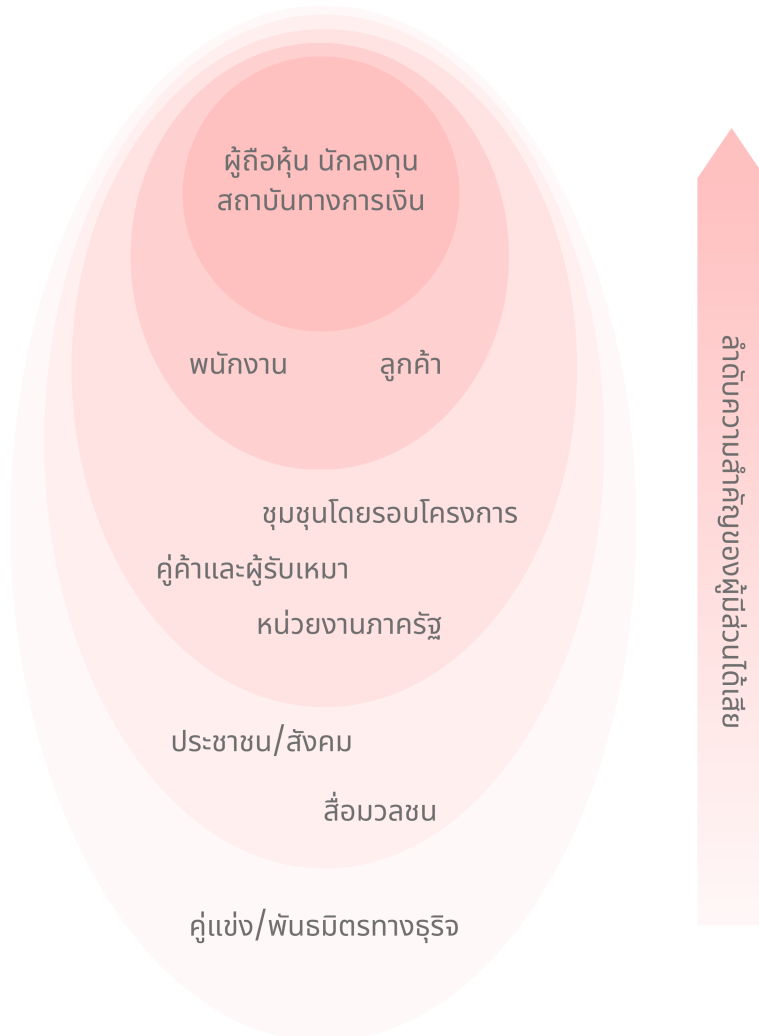 ผู้ถือหุ้น นักลงทุน
สถาบันทางการเงิน
พนักงาน
ลูกค้า
ชุมชุนโดยรอบโครงการ
คู่ค้าและผู้รับเหมา
หน่วยงานภาครัฐ
ประชาชน/สังคม
สื่อมวลชน
คู่แข่ง/พันธมิตรทางธุริจ
ลำดับความสำคัญของผู้มีส่วนได้เสีย